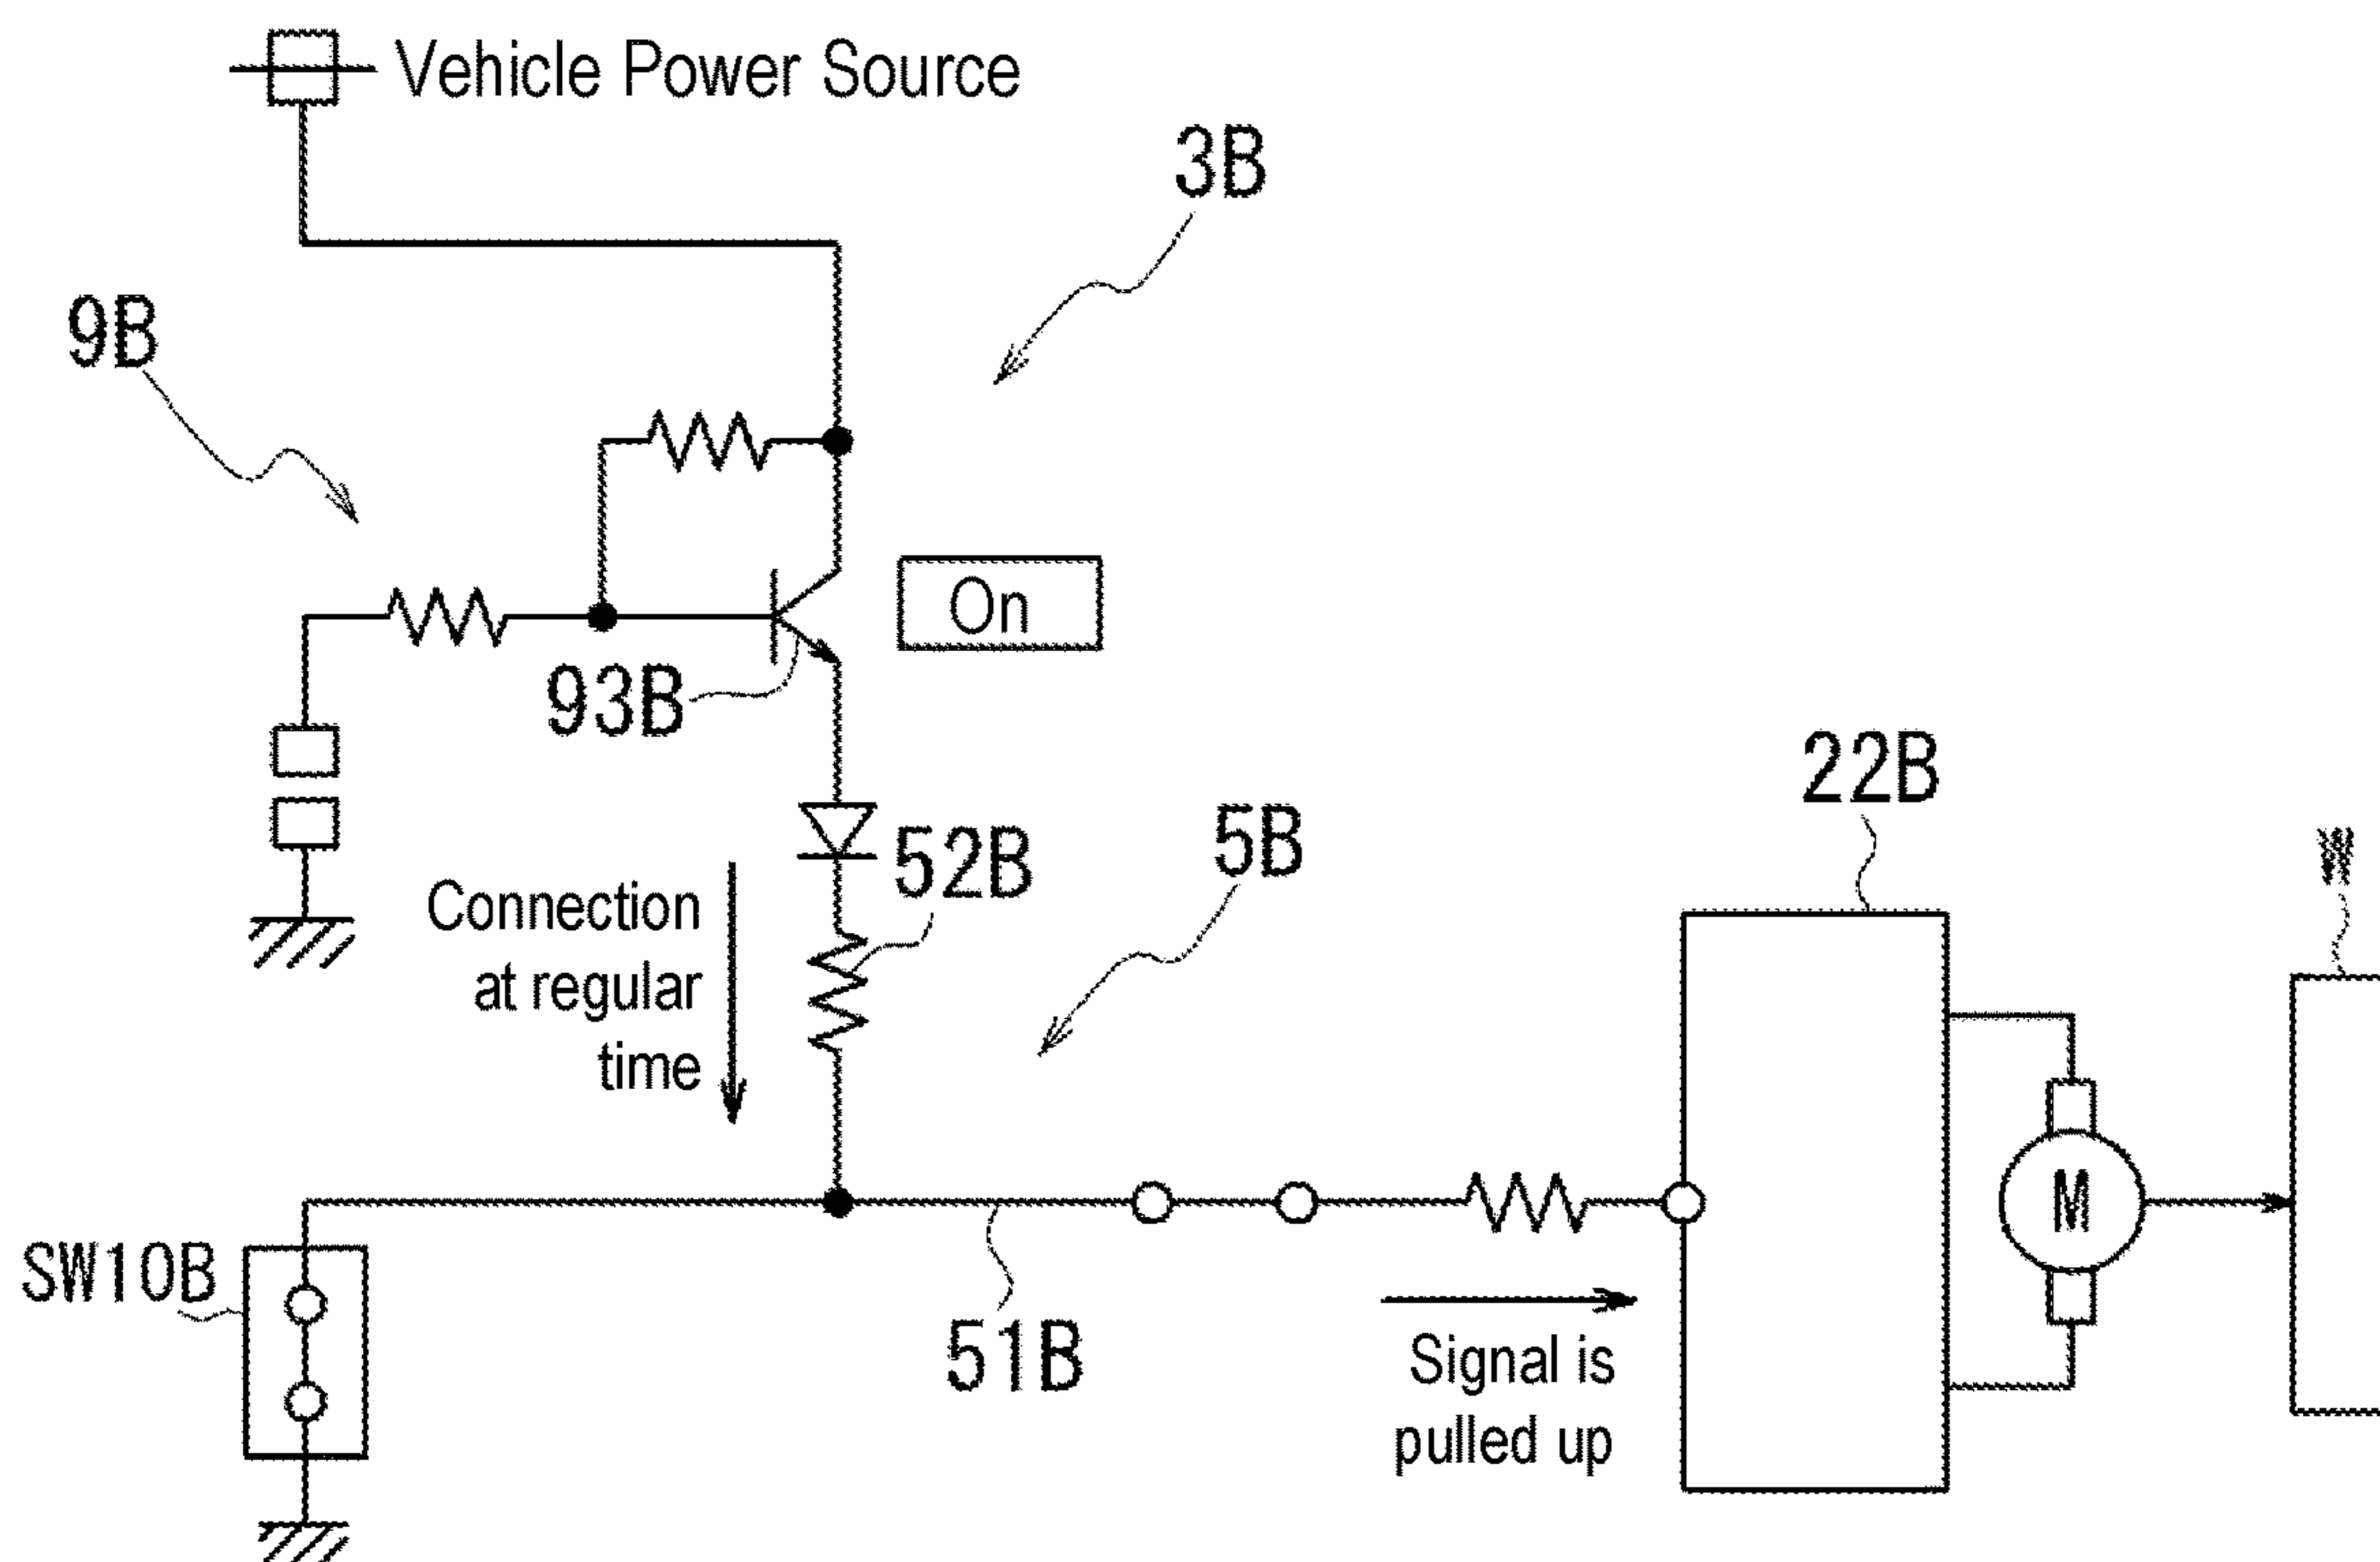 Vehicle Power Source
3B
9B
On
93B
22B
52B
5B
W
Connection
at regular
time
SW10B
M
51B
Signal is
pulled up